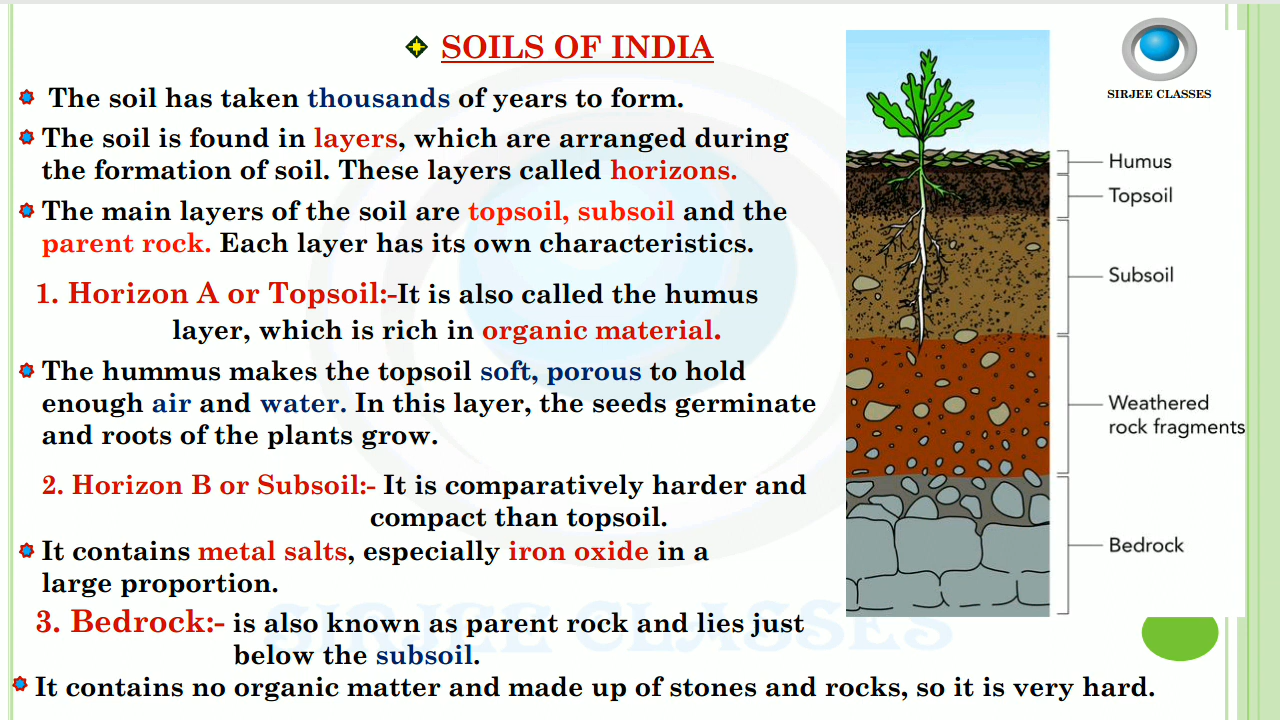 SOILS OF INDIA
The soil has taken thousands of years to form.
The soil is found in layers, which are arranged during
the formation of soil. These layers called horizons.
The main layers of the soil are topsoil, subsoil and the
parent rock. Each layer has its own characteristics.
1. Horizon A or Topsoil:-It is also called the humus
layer, which is rich in organic material.
The hummus makes the topsoil soft, porous to hold
enough air and water. In this layer, the seeds germinate
and roots of the plants grow.
2. Horizon B or Subsoil:- It is comparatively harder and
compact than topsoil.
It contains metal salts, especially iron oxide in a
large proportion.
3. Bedrock:- is also known as parent rock and lies just
below the subsoil.
It contains no organic matter and made up of stones and rocks, so it is very hard.
SIRJEE CLASSES
Humus
Topsoil
Subsoil
Weathered
rock fragments
Bedrock
SIRJEE CLASSES